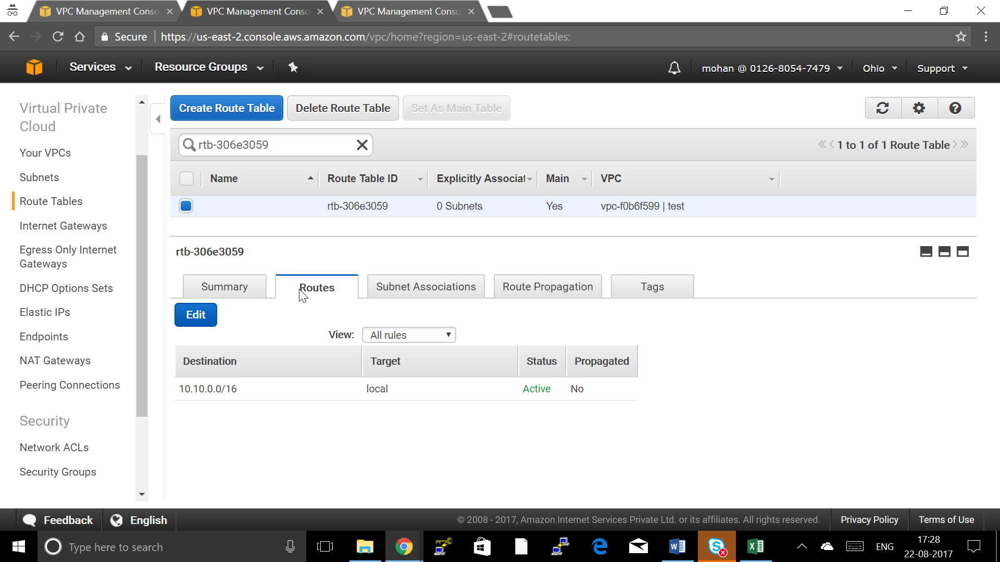 VPC Management Conso
VPC Management Conso
VPC Management Conso
Secure
https://us-east-2.console.aws.amazon.com/vpc/home?region=us-east-2#routetables:
Services
Resource Groups
mohan @ 0126-8054-7479
Ohio
Support
Virtual Private
Cloud
Your VPCs
Subnets
Route Tables
Internet Gateways
Egress Only Internet
Gateways
DHCP Options Sets
Elastic IPs
Endpoints
NAT Gateways
Peering Connections
Security
Network ACLs
Security Groups
Create Route Table
Delete Route Table
Set As Main Table
rtb-306e3059
1 to 1 of 1 Route Table
Name
Route Table ID
Explicitly Associat
Main
VPC
rtb-306e3059
0 Subnets
Yes
vpc-f0b6f599 | test
rtb-306e3059
Summary
Routes
Subnet Associations
Route Propagation
Tags
Edit
View:
All rules
Destination
Target
Status
Propagated
10.10.0.0/16
local
Active
No
Feedback
English
© 2008 - 2017, Amazon Internet Services Private Ltd. or its affiliates. All rights reserved.
Privacy Policy
Terms of Use
Type here to search
ENG
17:28
22-08-2017